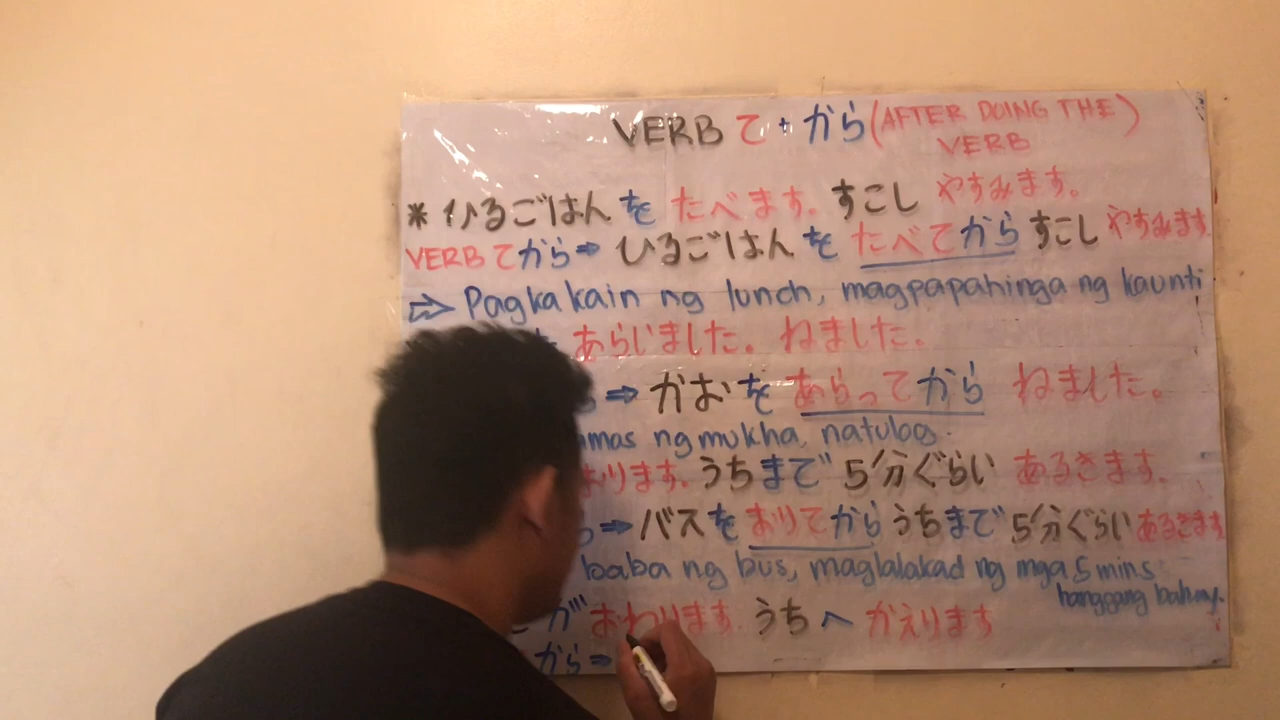 VERB て + から (AFTER DOING THE VERB)
* ひるごはん を たべます. すこし やすみます。
VERB てから ⇒ ひるごはん を たべてから すこし やすみます
⇒ Pagkakain ng lunch, magpapahinga ng kaunti
を あらいました。 ねました.
⇒ かおを あらってから ねました。
mas ng mukha, natulog.
おります. うちまで 5分ぐらい あるきます.
⇒ バスを おりてから うちまで 5分ぐらい あるきます
baba ng bus, maglalakad ng mga 5 mins hanggang bahay.
が おわります. うちへ かえります
から ⇒